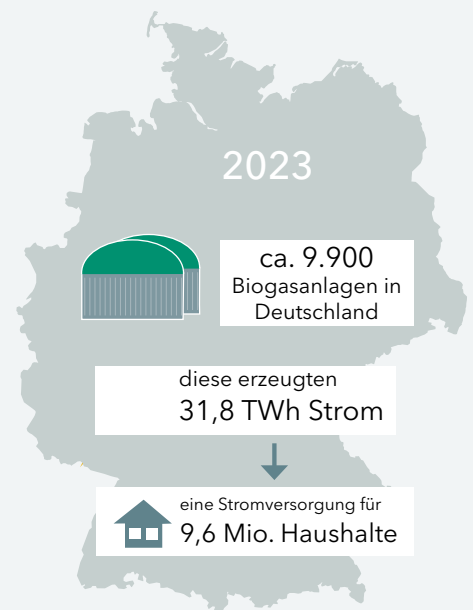 2023
ca. 9.900
Biogasanlagen in
Deutschland
diese erzeugten
31,8 TWh Strom
eine Stromversorgung für
9,6 Mio. Haushalte